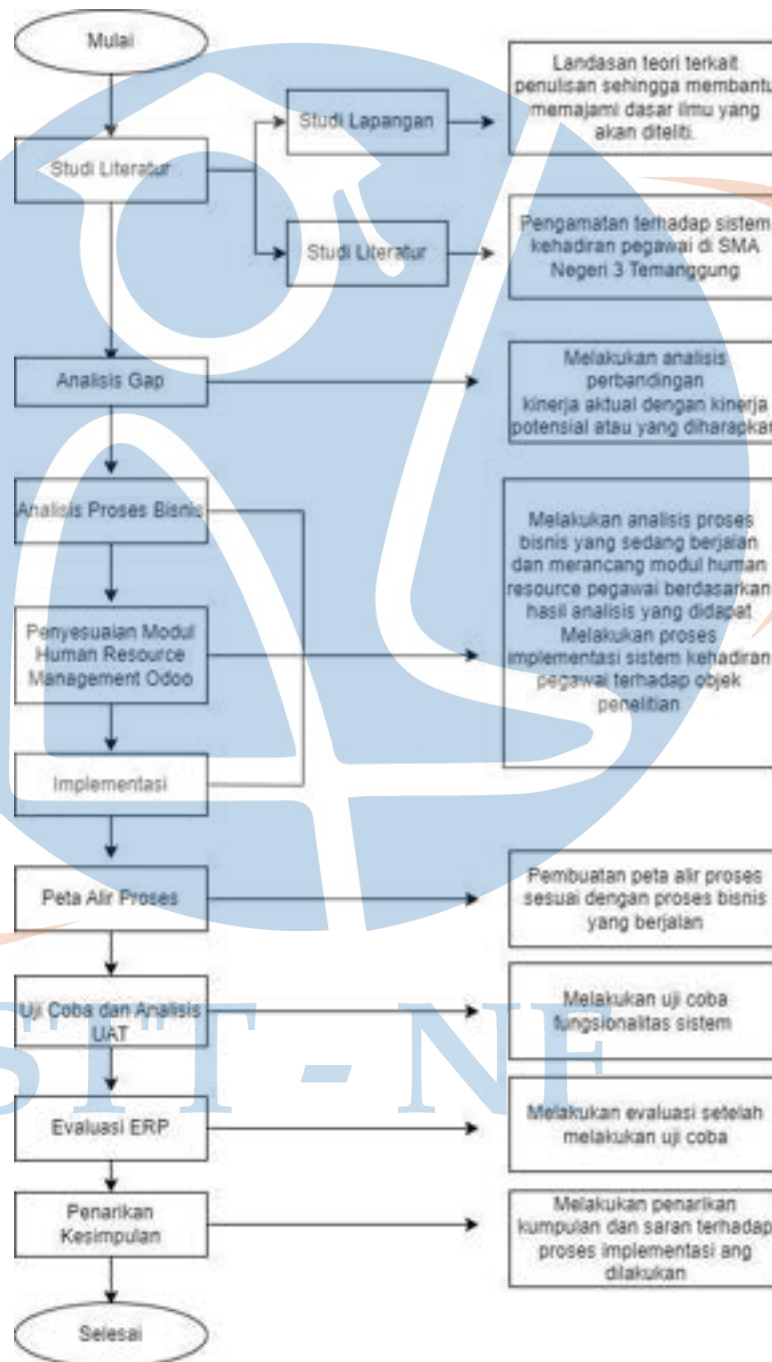 Mulai
Studi Literatur
Studi Lapangan
Landasan teori terkait
penulisan sehingga membantu
memajami dasar ilmu yang
akan diteliti.
Studi Literatur
Pengamatan terhadap sistem
kehadiran pegawai di SMA
Negeri 3 Temanggung
Analisis Gap
Melakukan analisis
perbandingan
kinerja aktual dengan kinerja
potensial atau yang diharapkan
Analisis Proses Bisnis
Penyesuaian Modul
Human Resource
Management Odoo
Implementasi
Melakukan analisis proses
bisnis yang sedang berjalan
dan merancang modul human
resource pegawai berdasarkan
hasil analisis yang didapat
Melakukan proses
implementasi sistem kehadiran
pegawai terhadap objek
penelitian
Peta Alir Proses
Pembuatan peta alir proses
sesuai dengan proses bisnis
yang berjalan
Uji Coba dan Analisis
UAT
Melakukan uji coba
fungsionalitas sistem
STT - NF
Evaluasi ERP
Melakukan evaluasi setelah
melakukan uji coba
Penarikan
Kesimpulan
Melakukan penarikan
kumpulan dan saran terhadap
proses implementasi ang
dilakukan
Selesai